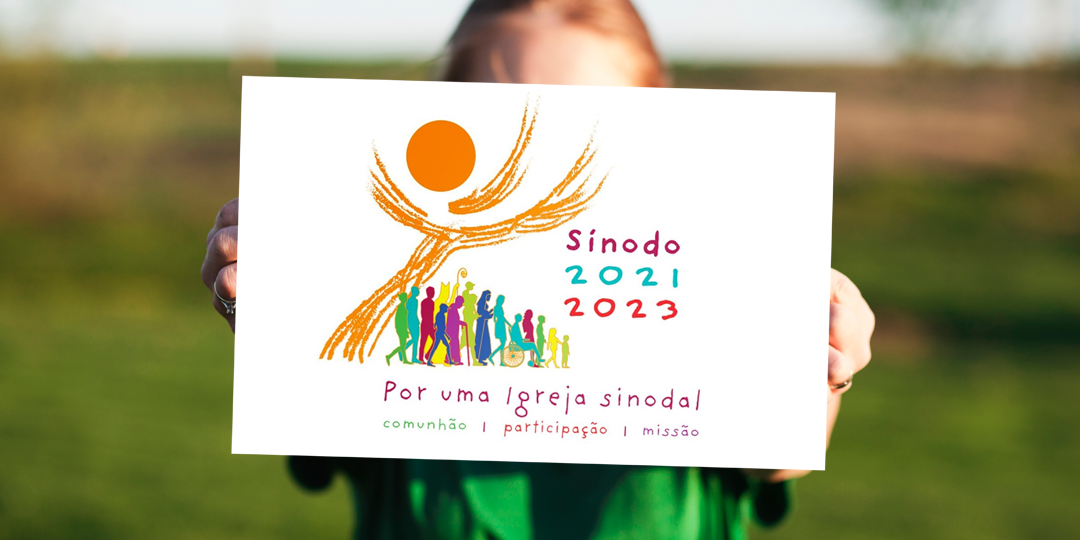 Sínodo
2021
2023
Por uma Igreja sinodal
comunhão | participação | missão